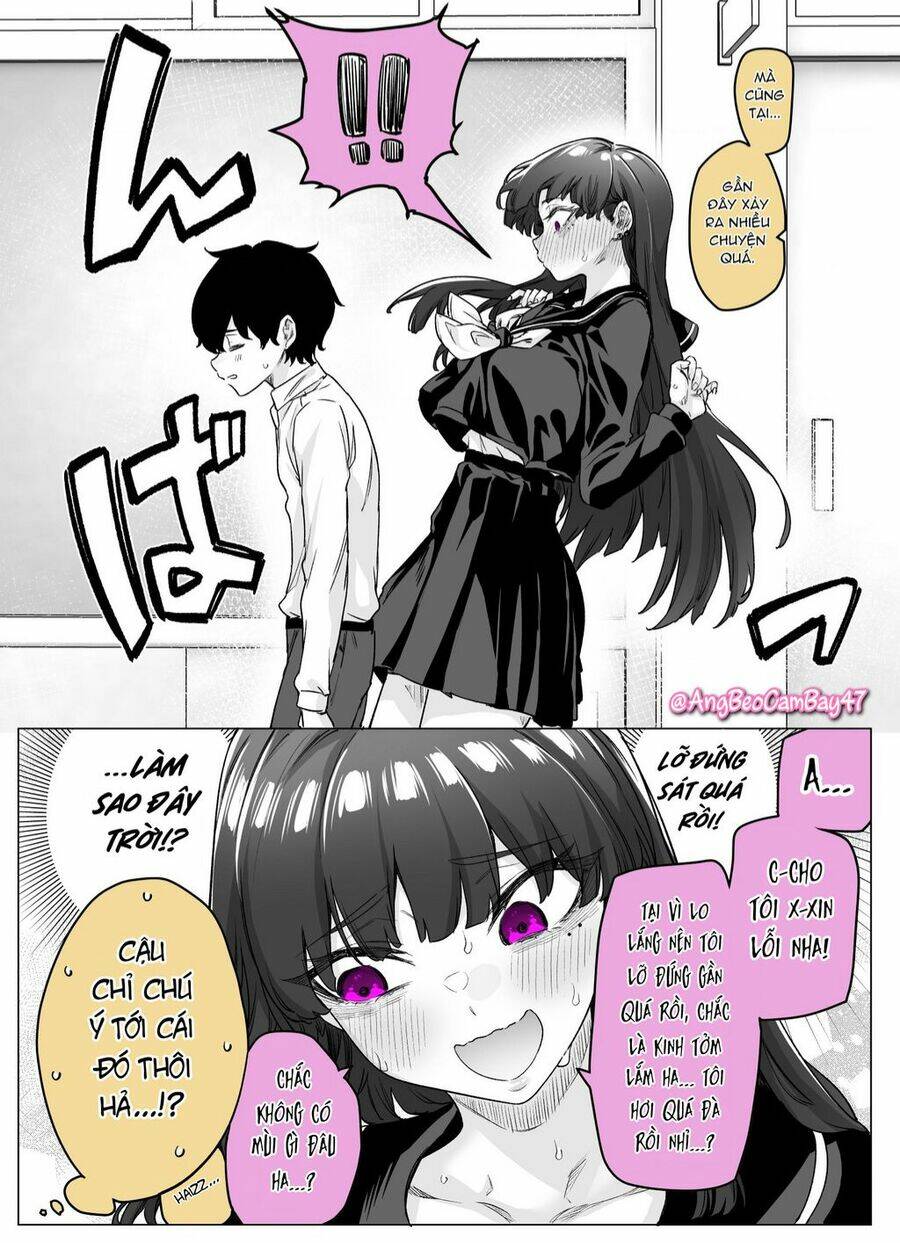 MÀ
CŨNG
TẠI...
GẦN
ĐÂY XẢY
RA NHIỀU
CHUYỆN
QUÁ.
!!
んばっ
@AngBeoCamBay47
A...
C-CHO
TÔI X-XIN
LỖI NHA!
LỠ ĐỨNG
SÁT QUÁ
RỒI!
TẠI VÌ LO
LẮNG NÊN TÔI
LỠ ĐỨNG GẦN
QUÁ RỒI, CHẮC
LÀ KINH TỞM
LẮM HA... TÔI
HƠI QUÁ ĐÀ
RỒI NHỈ...?
...LÀM
SAO ĐÂY
TRỜI!?
CHẮC
KHÔNG CÓ
MÙI GÌ ĐÂU
HA...?
CẬU
CHỈ CHÚ
Ý TỚI CÁI
ĐÓ THÔI
HẢ...!?
HAIZZ...